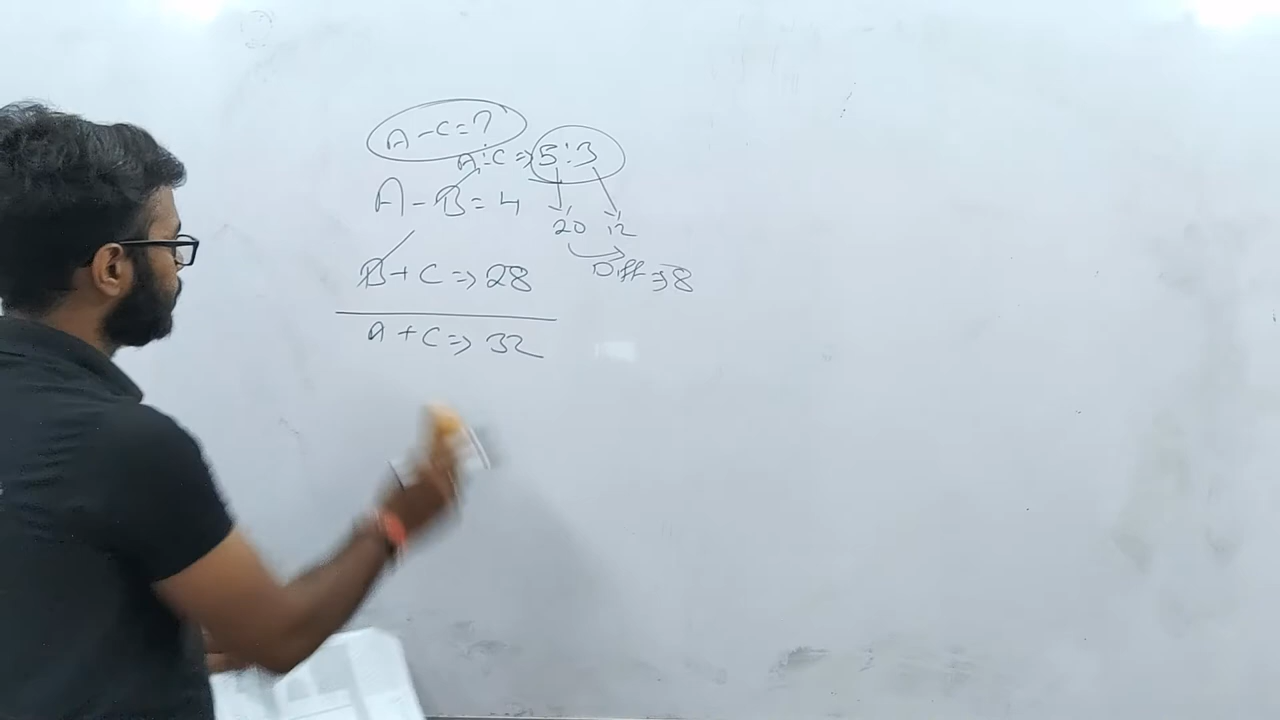 A - C = ?
A : C => 5 : 3
A - B = 4
20 12
B + C => 28
Diff => 8
A + C => 32